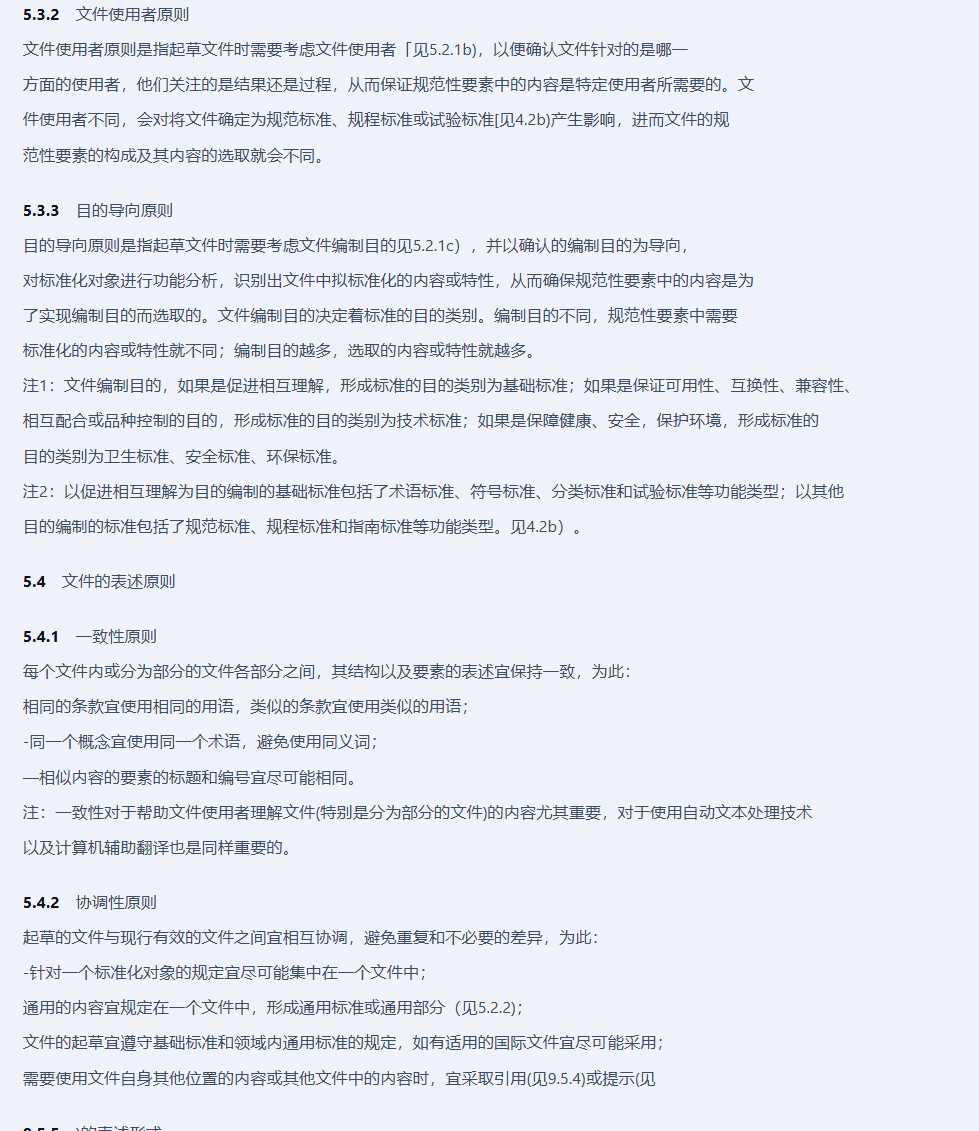 5.3.2 文件使用者原则
文件使用者原则是指起草文件时需要考虑文件使用者「见5.2.1b)，以便确认文件针对的是哪一
方面的使用者，他们关注的是结果还是过程，从而保证规范性要素中的内容是特定使用者所需要的。文
件使用者不同，会对将文件确定为规范标准、规程标准或试验标准[见4.2b)产生影响，进而文件的规
范性要素的构成及其内容的选取就会不同。
5.3.3 目的导向原则
目的导向原则是指起草文件时需要考虑文件编制目的见5.2.1c），并以确认的编制目的为导向，
对标准化对象进行功能分析，识别出文件中拟标准化的内容或特性，从而确保规范性要素中的内容是为
了实现编制目的而选取的。文件编制目的决定着标准的目的类别。编制目的不同，规范性要素中需要
标准化的内容或特性就不同；编制目的越多，选取的内容或特性就越多。
注1：文件编制目的，如果是促进相互理解，形成标准的目的类别为基础标准；如果是保证可用性、互换性、兼容性、
相互配合或品种控制的目的，形成标准的目的类别为技术标准；如果是保障健康、安全，保护环境，形成标准的
目的类别为卫生标准、安全标准、环保标准。
注2：以促进相互理解为目的编制的基础标准包括了术语标准、符号标准、分类标准和试验标准等功能类型；以其他
目的编制的标准包括了规范标准、规程标准和指南标准等功能类型。见4.2b）。
5.4 文件的表述原则
5.4.1 一致性原则
每个文件内或分为部分的文件各部分之间，其结构以及要素的表述宜保持一致，为此：
相同的条款宜使用相同的用语，类似的条款宜使用类似的用语；
-同一个概念宜使用同一个术语，避免使用同义词；
—相似内容的要素的标题和编号宜尽可能相同。
注：一致性对于帮助文件使用者理解文件(特别是分为部分的文件)的内容尤其重要，对于使用自动文本处理技术
以及计算机辅助翻译也是同样重要的。
5.4.2 协调性原则
起草的文件与现行有效的文件之间宜相互协调，避免重复和不必要的差异，为此：
-针对一个标准化对象的规定宜尽可能集中在一个文件中；
通用的内容宜规定在一个文件中，形成通用标准或通用部分（见5.2.2)；
文件的起草宜遵守基础标准和领域内通用标准的规定，如有适用的国际文件宜尽可能采用；
需要使用文件自身其他位置的内容或其他文件中的内容时，宜采取引用(见9.5.4)或提示(见